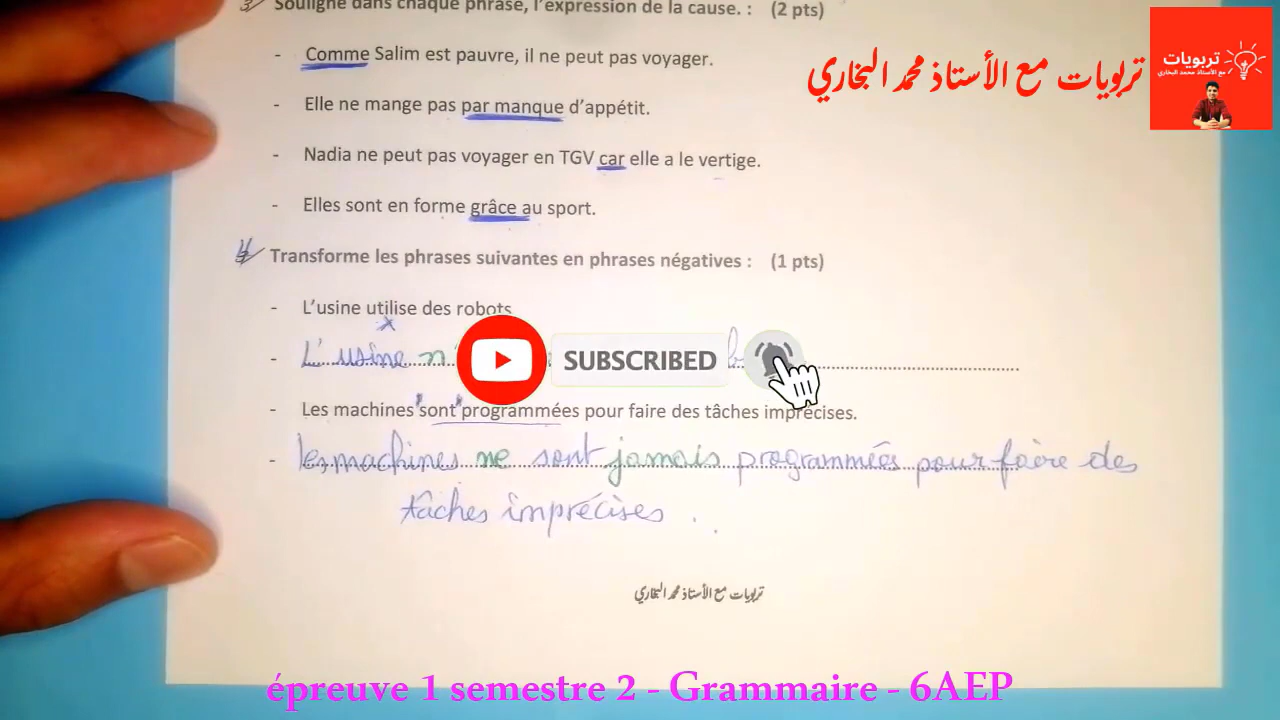 Souligne dans chaque phrase, l'expression de la cause. : (2 pts)
- Comme Salim est pauvre, il ne peut pas voyager.
تربويات مع الأستاذ محمد البخاري
تربويات
مع الأستاذ محمد البخاري
- Elle ne mange pas par manque d'appétit.
- Nadia ne peut pas voyager en TGV car elle a le vertige.
- Elles sont en forme grâce au sport.
4/ Transforme les phrases suivantes en phrases négatives : (1 pts)
- L'usine utilise des robots.
- L'usine n'
SUBSCRIBED
- Les machines sont programmées pour faire des tâches imprécises.
- les machines ne sont jamais programmées pour faire des
tâches imprécises .
تربويات مع الأستاذ محمد البخاري
épreuve 1 semestre 2 - Grammaire - 6AEP